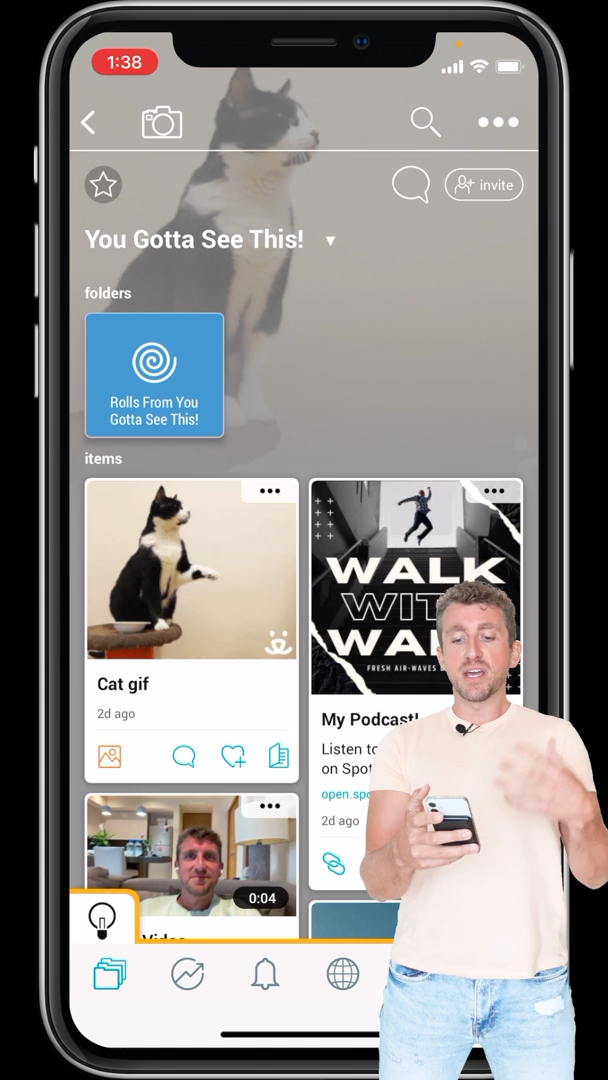 1:38
invite
You Gotta See This!
folders
Rolls From You
Gotta See This!
items
Cat gif
2d ago
WALK
WIT
WA
FRESH AIR-WAVES
My Podcast!
Listen to
on Spot
open.spo
2d ago
0:04
Video